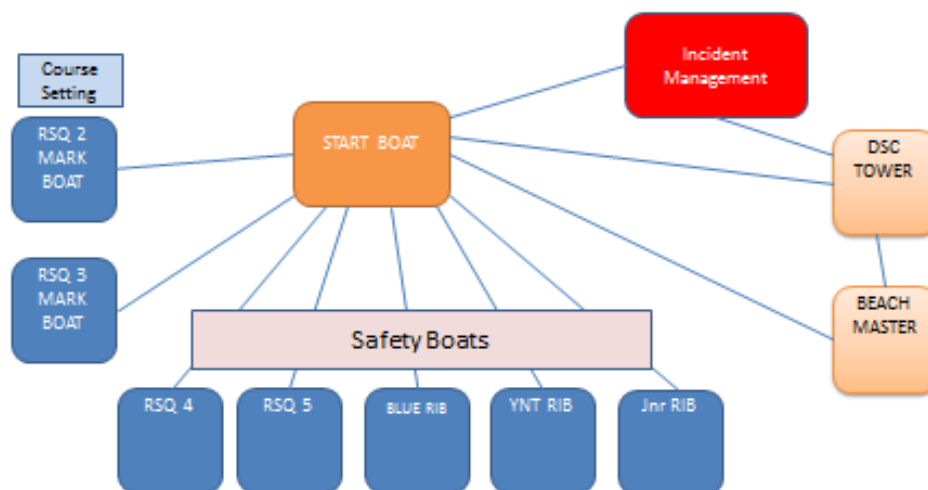 Incident
Management
Course
Setting
RSQ 2
MARK
BOAT
START BOAT
DSC
TOWER
RSQ 3
MARK
BOAT
BEACH
MASTER
Safety Boats
RSQ 4
RSQ 5
BLUE RIB
YNT RIB
Jnr RIB